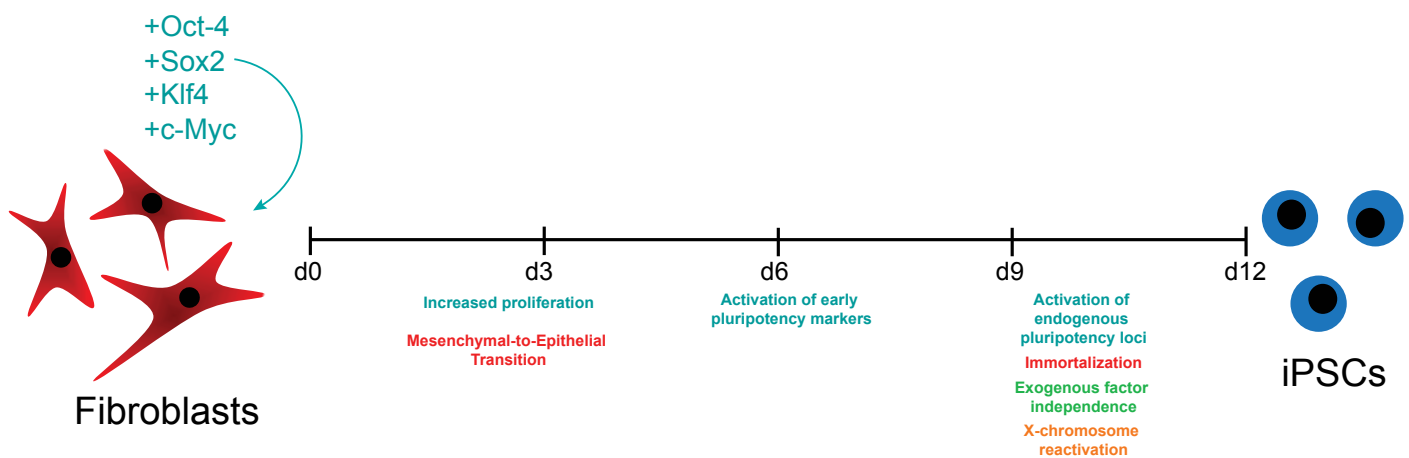 +Oct-4
+Sox2
+Klf4
+c-Myc
d0
d3
d6
d9
d12
Increased proliferation
Mesenchymal-to-Epithelial
Transition
Activation of early
pluripotency markers
Activation of
endogenous
pluripotency loci
Immortalization
Exogenous factor
independence
X-chromosome
reactivation
Fibroblasts
iPSCs